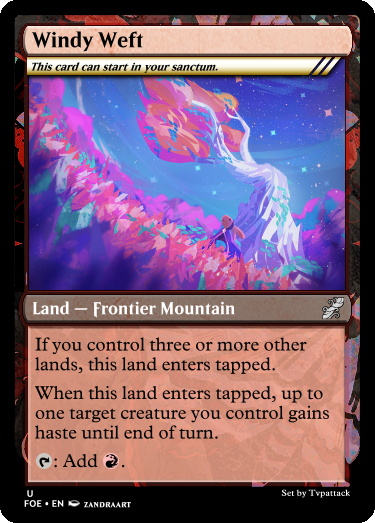 Windy Weft
This card can start in your sanctum.
Land — Frontier Mountain
If you control three or more other
lands, this land enters tapped.
When this land enters tapped, up to
one target creature you control gains
haste until end of turn.
: Add .
U
FOE • EN ZANDRAART
Set by Tvpattack